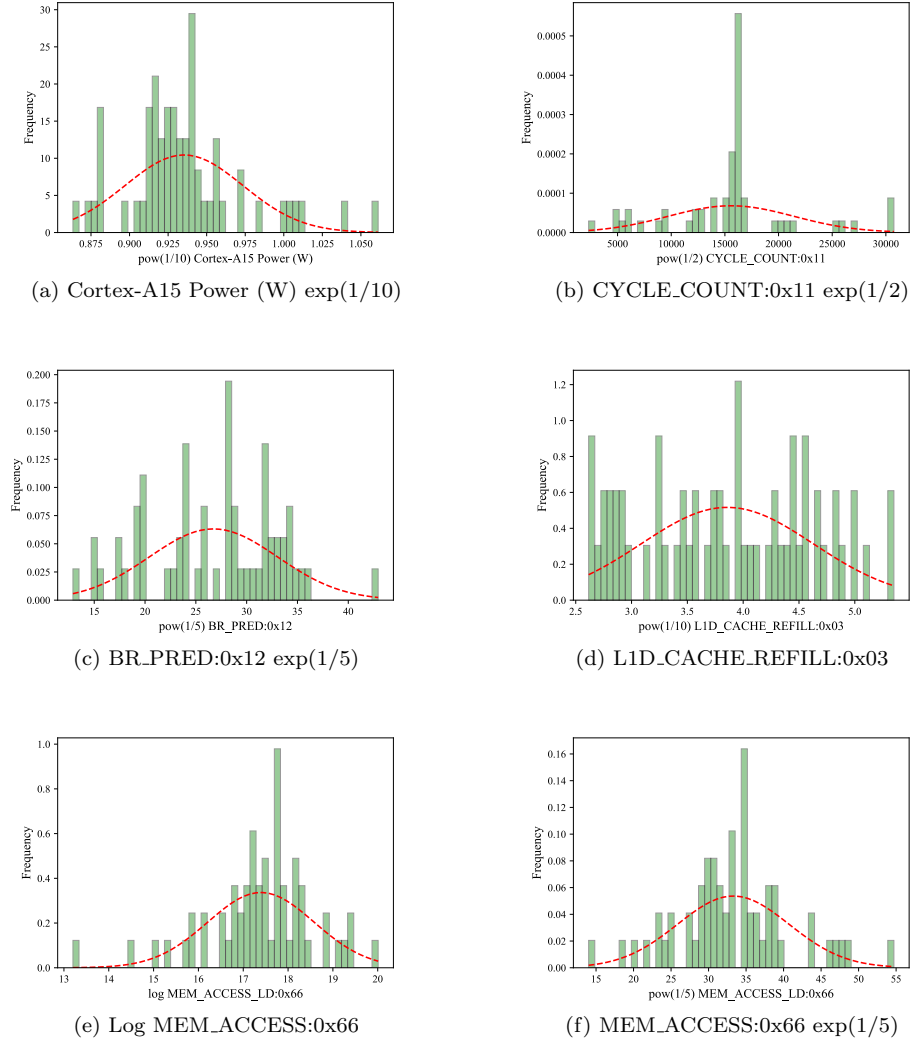 30
25
20
15
10
5
0
Frequency
0.875 0.900 0.925 0.950 0.975 1.000 1.025 1.050
pow(1/10) Cortex-A15 Power (W)
(a) Cortex-A15 Power (W) exp(1/10)
0.0005
0.0004
0.0003
0.0002
0.0001
0.0000
Frequency
5000 10000 15000 20000 25000 30000
pow(1/2) CYCLE_COUNT:0x11
(b) CYCLE_COUNT:0x11 exp(1/2)
0.200
0.175
0.150
0.125
0.100
0.075
0.050
0.025
0.000
Frequency
15 20 25 30 35 40
pow(1/5) BR_PRED:0x12
(c) BR_PRED:0x12 exp(1/5)
1.2
1.0
0.8
0.6
0.4
0.2
0.0
Frequency
2.5 3.0 3.5 4.0 4.5 5.0
pow(1/10) L1D_CACHE_REFILL:0x03
(d) L1D_CACHE_REFILL:0x03
1.0
0.8
0.6
0.4
0.2
0.0
Frequency
13 14 15 16 17 18 19 20
log MEM_ACCESS_LD:0x66
(e) Log MEM_ACCESS:0x66
0.16
0.14
0.12
0.10
0.08
0.06
0.04
0.02
0.00
Frequency
15 20 25 30 35 40 45 50 55
pow(1/5) MEM_ACCESS_LD:0x66
(f) MEM_ACCESS:0x66 exp(1/5)